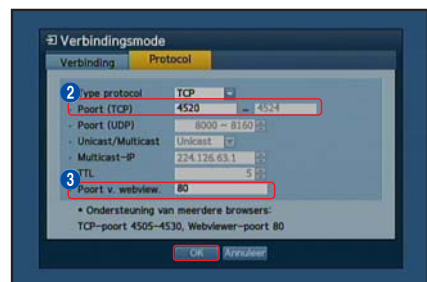 Verbindingsmode
Verbinding Protocol
2 Type protocol TCP
Poort (TCP) 4520 ~ 4524
Poort (UDP) 8000 ~ 8160
Unicast/Multicast Unicast
Multicast-IP 224.126.63.1
3 TTL 5
Poort v. webview. 80
• Ondersteuning van meerdere browsers:
TCP-poort 4505-4530, Webviewer-poort 80
OK Annuleer